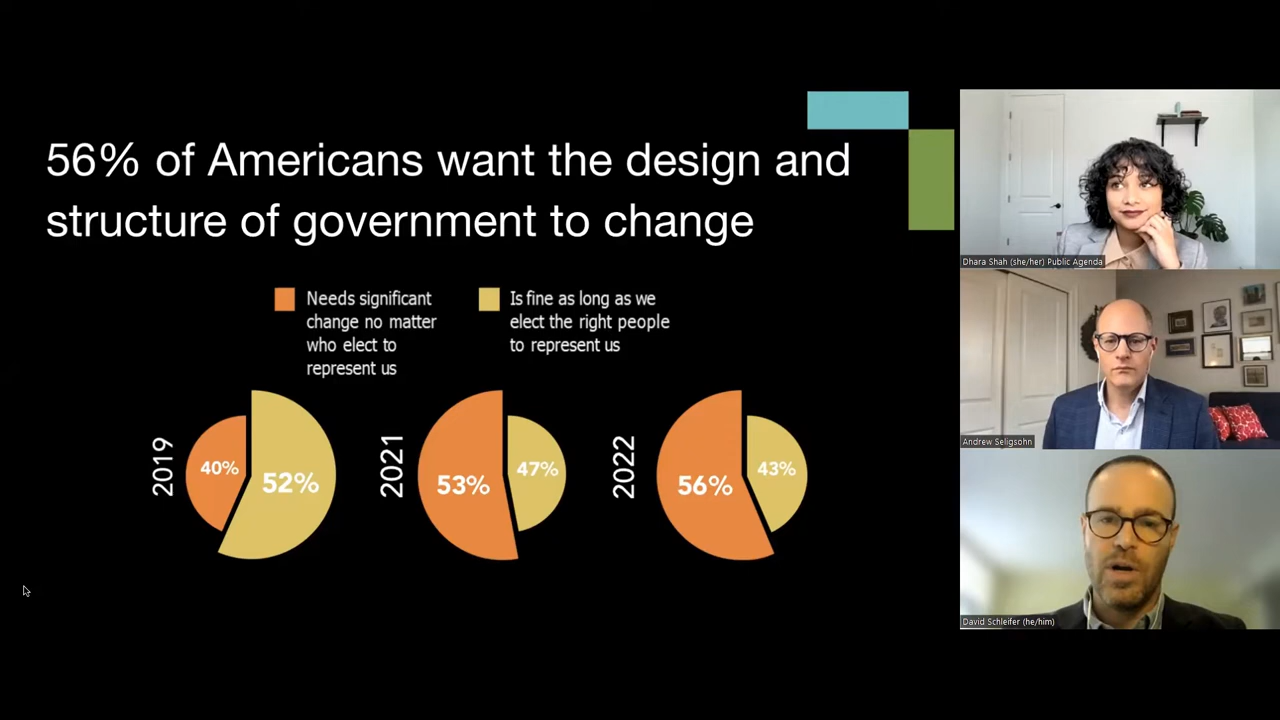 56% of Americans want the design and
structure of government to change
Needs significant
change no matter
who elect to
represent us
Is fine as long as we
elect the right people
to represent us
2019
40%
52%
2021
53%
47%
2022
56%
43%
Dhara Shah (she/her) Public Agenda
Andrew Seligsohn
David Schleifer (he/him)